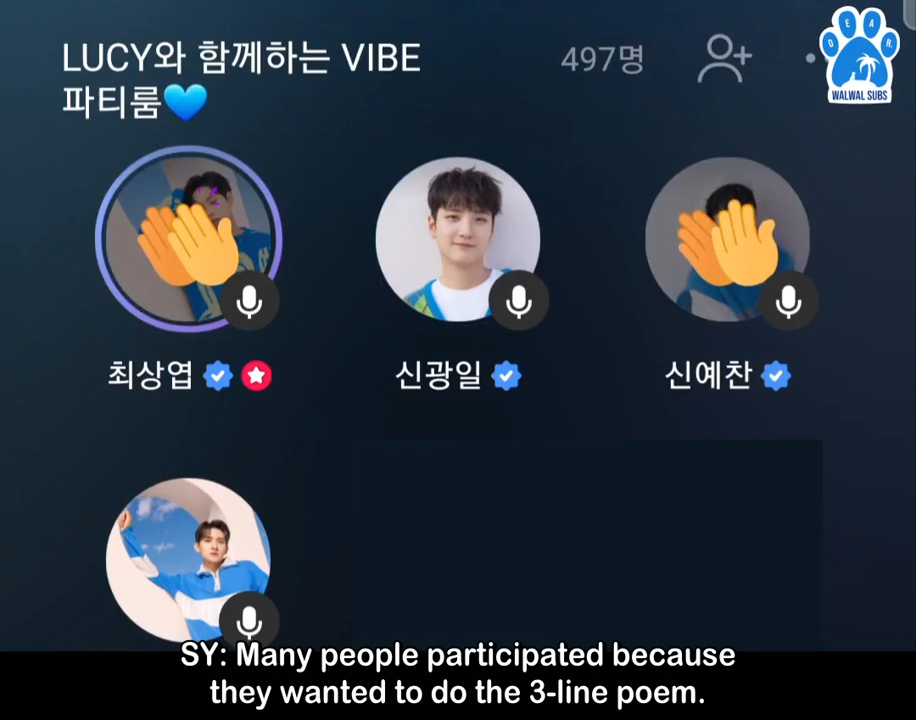 LUCY와 함께하는 VIBE
파티룸💙
497명
DEAR.
WALWAL SUBS
최상엽
신광일
신예찬
SY: Many people participated because
they wanted to do the 3-line poem.